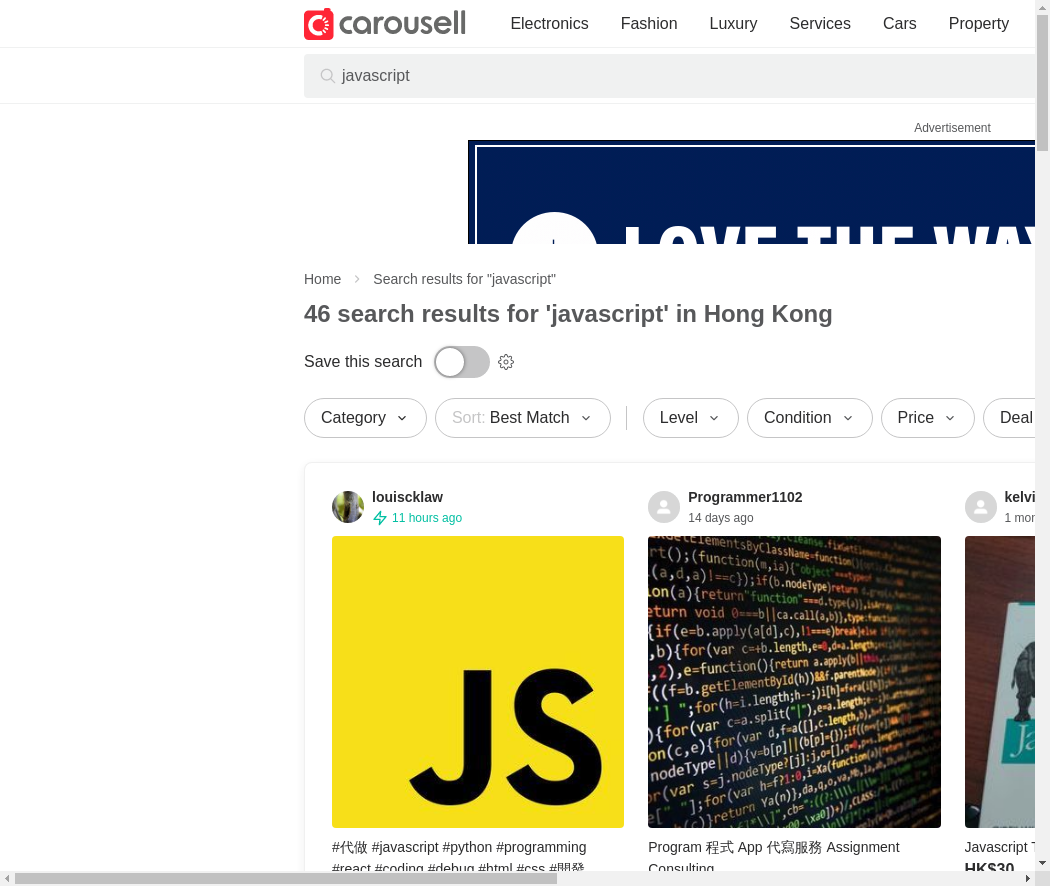 carousell
Electronics Fashion Luxury Services Cars Property
javascript
Advertisement
LOVE THE WAY
Home Search results for "javascript"
46 search results for 'javascript' in Hong Kong
Save this search
Category Sort: Best Match Level Condition Price Deal
louiscklaw
11 hours ago
Programmer1102
14 days ago
kelvi
1 mor
JS
#代做 #javascript #python #programming
#react #coding #debug #html #css #開發
Program 程式 App 代寫服務 Assignment
Consulting
Javascript T
HK$30